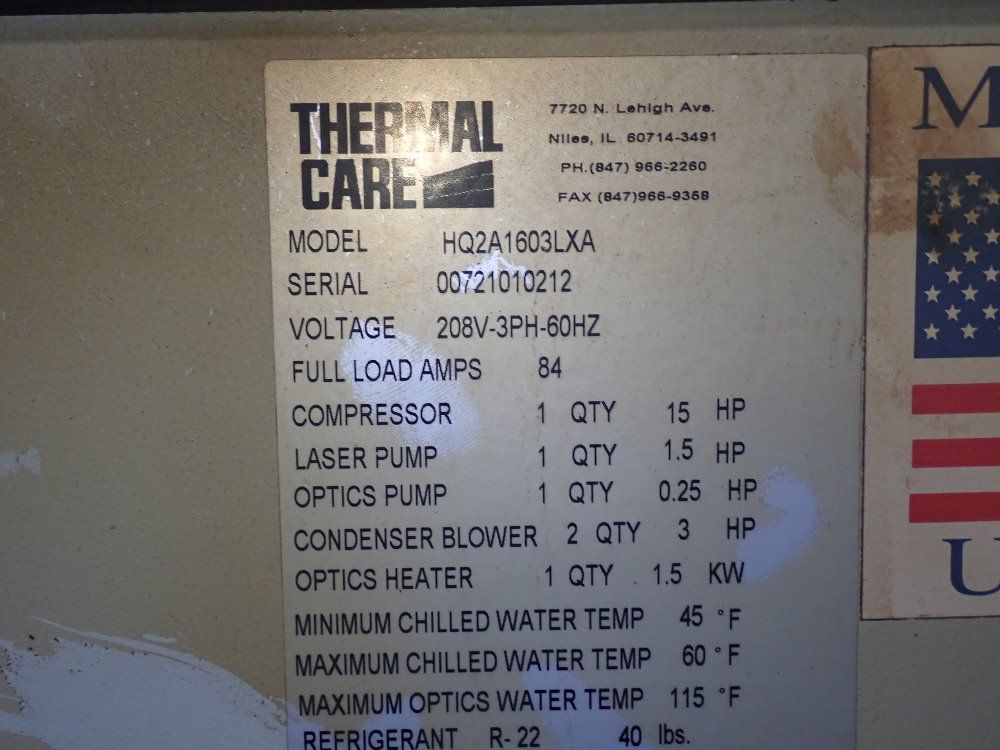 THERMAL
CARE
7720 N. Lehigh Ave.
Niles, IL 60714-3491
PH.(847) 966-2260
FAX (847)966-9358
MODEL HQ2A1603LXA
SERIAL 00721010212
VOLTAGE 208V-3PH-60HZ
FULL LOAD AMPS 84
COMPRESSOR 1 QTY 15 HP
LASER PUMP 1 QTY 1.5 HP
OPTICS PUMP 1 QTY 0.25 HP
CONDENSER BLOWER 2 QTY 3 HP
OPTICS HEATER 1 QTY 1.5 KW
MINIMUM CHILLED WATER TEMP 45 °F
MAXIMUM CHILLED WATER TEMP 60 °F
MAXIMUM OPTICS WATER TEMP 115 °F
REFRIGERANT R-22 40 lbs.
M
U